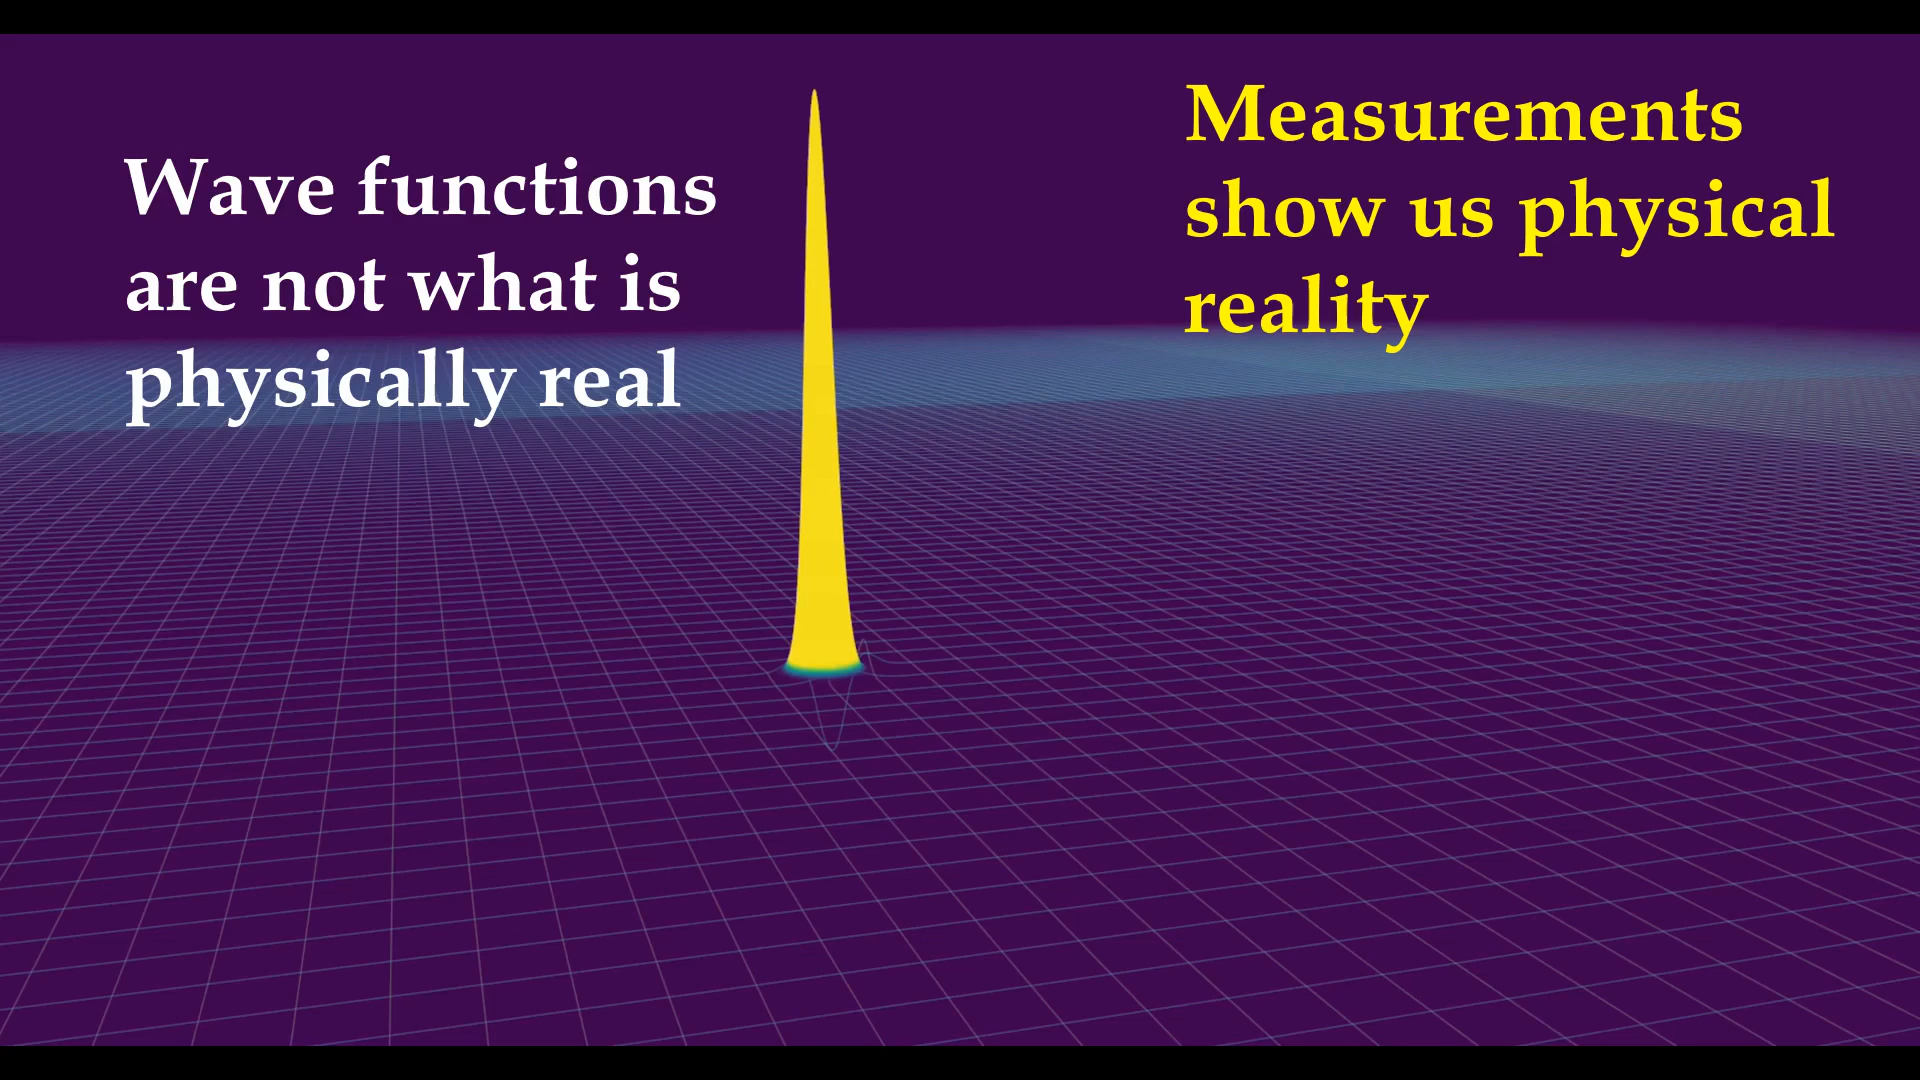 Wave functions
are not what is
physically real
Measurements
show us physical
reality